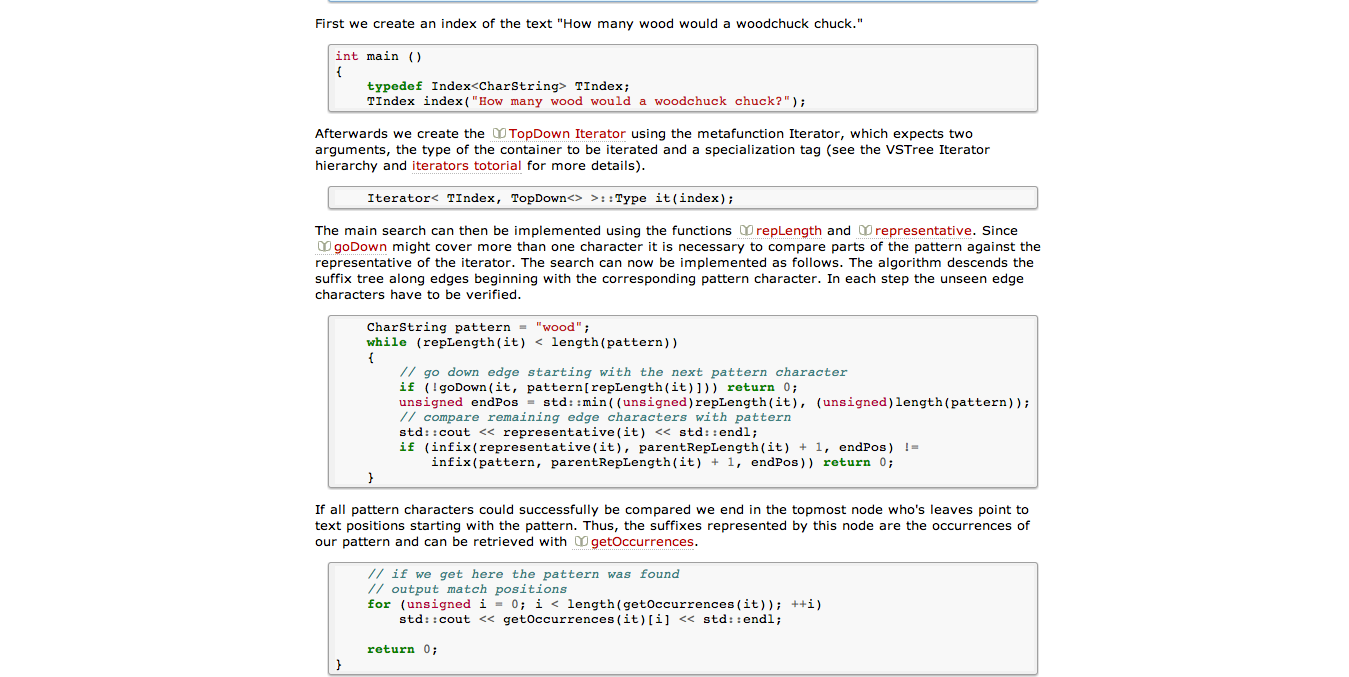 First we create an index of the text "How many wood would a woodchuck chuck."
int main ()
{
    typedef Index<CharString> TIndex;
    TIndex index("How many wood would a woodchuck chuck?");
Afterwards we create the TopDown Iterator using the metafunction Iterator, which expects two
arguments, the type of the container to be iterated and a specialization tag (see the VSTree Iterator
hierarchy and iterators totorial for more details).
    Iterator< TIndex, TopDown<> >::Type it(index);
The main search can then be implemented using the functions repLength and representative. Since
goDown might cover more than one character it is necessary to compare parts of the pattern against the
representative of the iterator. The search can now be implemented as follows. The algorithm descends the
suffix tree along edges beginning with the corresponding pattern character. In each step the unseen edge
characters have to be verified.
    CharString pattern = "wood";
    while (repLength(it) < length(pattern))
    {
        // go down edge starting with the next pattern character
        if (!goDown(it, pattern[repLength(it)])) return 0;
        unsigned endPos = std::min((unsigned)repLength(it), (unsigned)length(pattern));
        // compare remaining edge characters with pattern
        std::cout << representative(it) << std::endl;
        if (infix(representative(it), parentRepLength(it) + 1, endPos) !=
            infix(pattern, parentRepLength(it) + 1, endPos)) return 0;
    }
If all pattern characters could successfully be compared we end in the topmost node who's leaves point to
text positions starting with the pattern. Thus, the suffixes represented by this node are the occurrences of
our pattern and can be retrieved with getOccurrences.
    // if we get here the pattern was found
    // output match positions
    for (unsigned i = 0; i < length(getOccurrences(it)); ++i)
        std::cout << getOccurrences(it)[i] << std::endl;
    return 0;
}